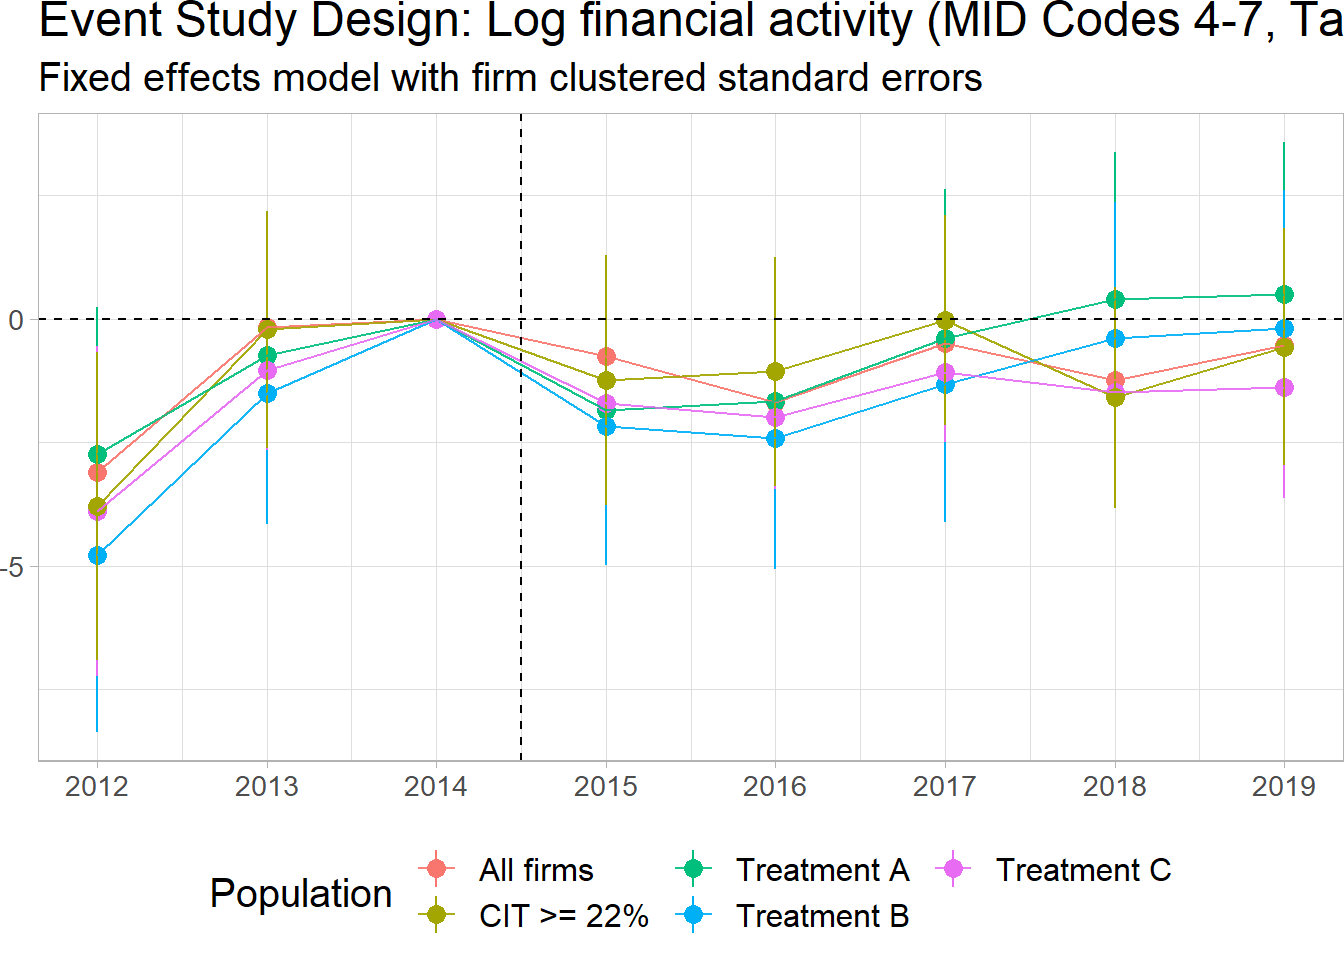 Event Study Design: Log financial activity (MID Codes 4-7, Ta
Fixed effects model with firm clustered standard errors
0
-5
2012 2013 2014 2015 2016 2017 2018 2019
Population
All firms
Treatment A
Treatment C
CIT >= 22%
Treatment B